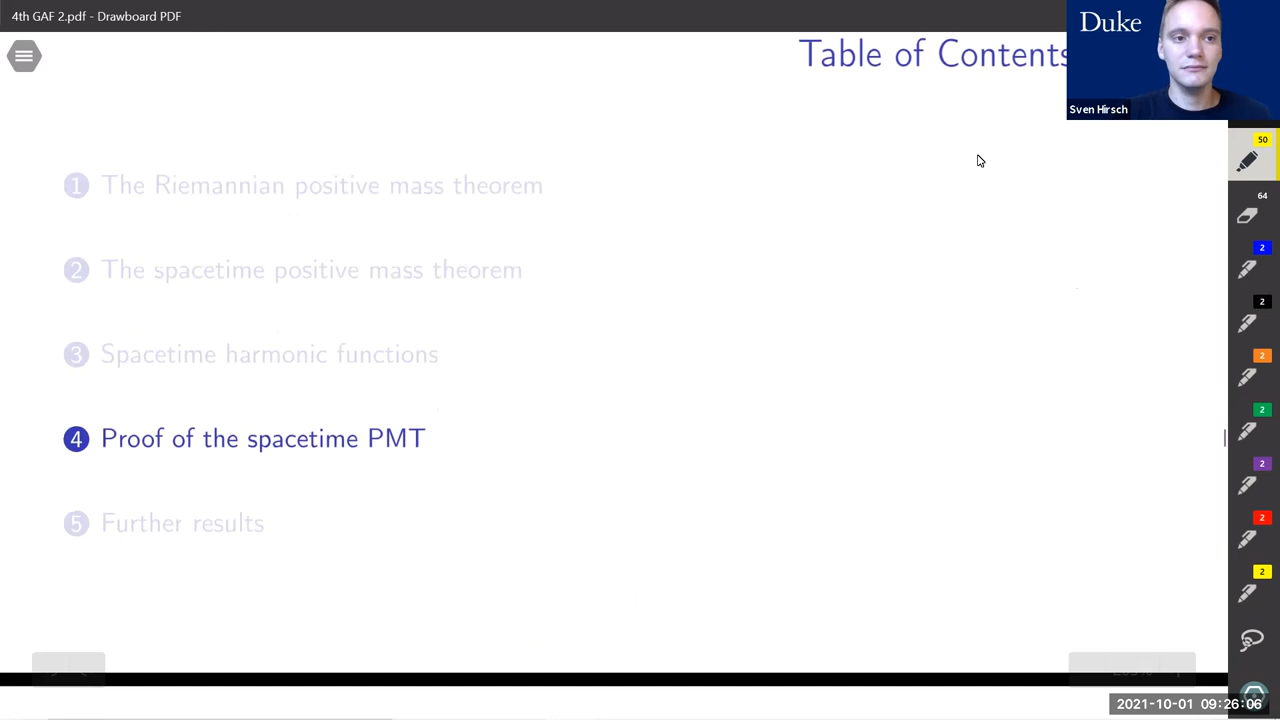 4th GAF 2.pdf - Drawboard PDF
Duke
Table of Contents
Sven Hirsch
50
1 The Riemannian positive mass theorem
64
2
2 The spacetime positive mass theorem
2
3 Spacetime harmonic functions
2
2
4 Proof of the spacetime PMT
2
5 Further results
2
2
2021-10-01 09:26:06